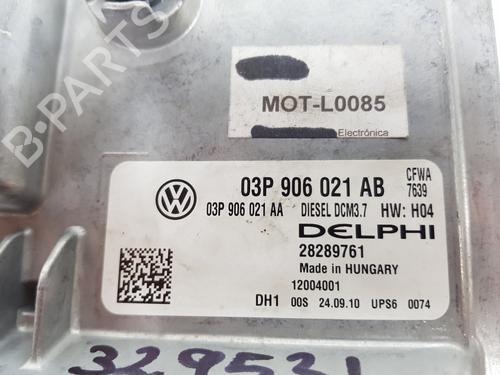 B-PARTS
MOT-L0085
Electrónica
03P 906 021 AB
CFWA
7639
03P 906 021 AA DIESEL DCM3.7 HW: H04
DELPHI
28289761
Made in HUNGARY
12004001
DH1 00S 24.09.10 UPS6 0074
329531